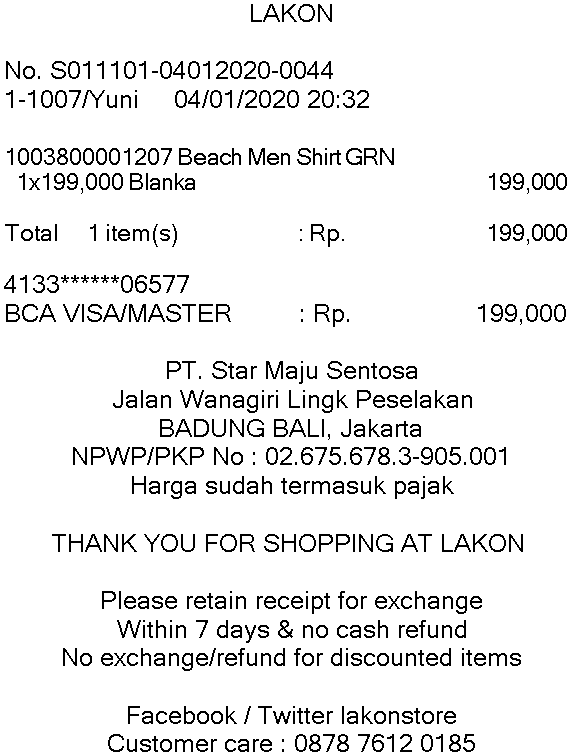 LAKON
No. S011101-04012020-0044
1-1007/Yuni 04/01/2020 20:32
1003800001207 Beach Men Shirt GRN
1x199,000 Blanka 199,000
Total 1 item(s) : Rp. 199,000
4133******06577
BCA VISA/MASTER : Rp. 199,000
PT. Star Maju Sentosa
Jalan Wanagiri Lingk Peselakan
BADUNG BALI, Jakarta
NPWP/PKP No : 02.675.678.3-905.001
Harga sudah termasuk pajak
THANK YOU FOR SHOPPING AT LAKON
Please retain receipt for exchange
Within 7 days & no cash refund
No exchange/refund for discounted items
Facebook / Twitter lakonstore
Customer care : 0878 7612 0185